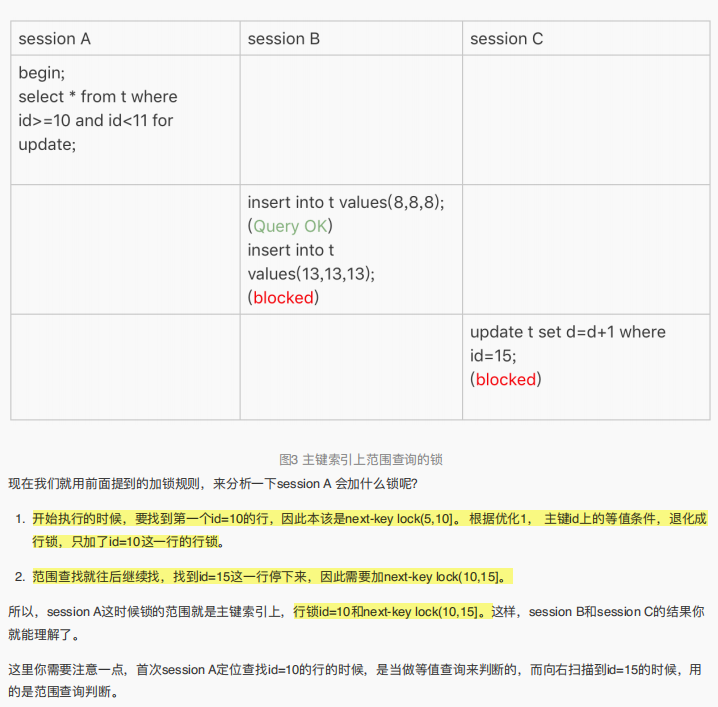 session A
session B
session C
begin;
select * from t where
id>=10 and id<11 for
update;
insert into t values(8,8,8);
(Query OK)
insert into t
values(13,13,13);
(blocked)
update t set d=d+1 where
id=15;
(blocked)
图3 主键索引上范围查询的锁
现在我们就用前面提到的加锁规则，来分析一下session A 会加什么锁呢?
1. 开始执行的时候，要找到第一个id=10的行，因此本该是next-key lock(5,10]。 根据优化1， 主键id上的等值条件，退化成
行锁，只加了id=10这一行的行锁。
2. 范围查找就往后继续找，找到id=15这一行停下来，因此需要加next-key lock(10,15]。
所以，session A这时候锁的范围就是主键索引上，行锁id=10和next-key lock(10,15]。这样，session B和session C的结果你
就能理解了。
这里你需要注意一点，首次session A定位查找id=10的行的时候，是当做等值查询来判断的，而向右扫描到id=15的时候，用
的是范围查询判断。